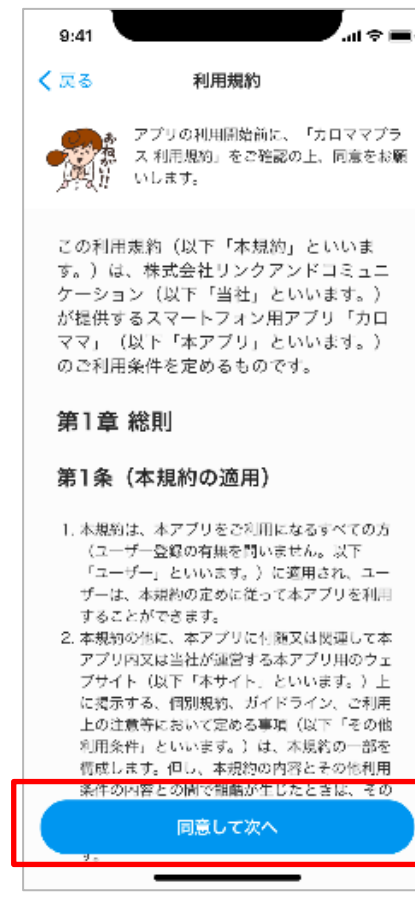 9:41
戻る
利用規約
おねがい!!
アプリの利用開始前に、「カロママプラ
ス 利用規約」をご確認の上、同意をお願
いします。
この利用規約（以下「本規約」といいま
す。）は、株式会社リンクアンドコミュニ
ケーション（以下「当社」といいます。）
が提供するスマートフォン用アプリ「カロ
ママ」（以下「本アプリ」といいます。）
のご利用条件を定めるものです。
第1章 総則
第1条（本規約の適用）
1. 本規約は、本アプリをご利用になるすべての方
（ユーザー登録の有無を問いません。以下
「ユーザー」といいます。）に適用され、ユー
ザーは、本規約の定めに従って本アプリを利用
することができます。
2. 本規約の他に、本アプリに付随又は関連して本
アプリ内又は当社が運営する本アプリ用のウェ
ブサイト（以下「本サイト」といいます。）上
に掲示する、個別規約、ガイドライン、ご利用
上の注意等において定める事項（以下「その他
利用条件」といいます。）は、本規約の一部を
構成します。但し、本規約の内容とその他利用
条件の内容との間で齟齬が生じたときは、その
同意して次へ
す。